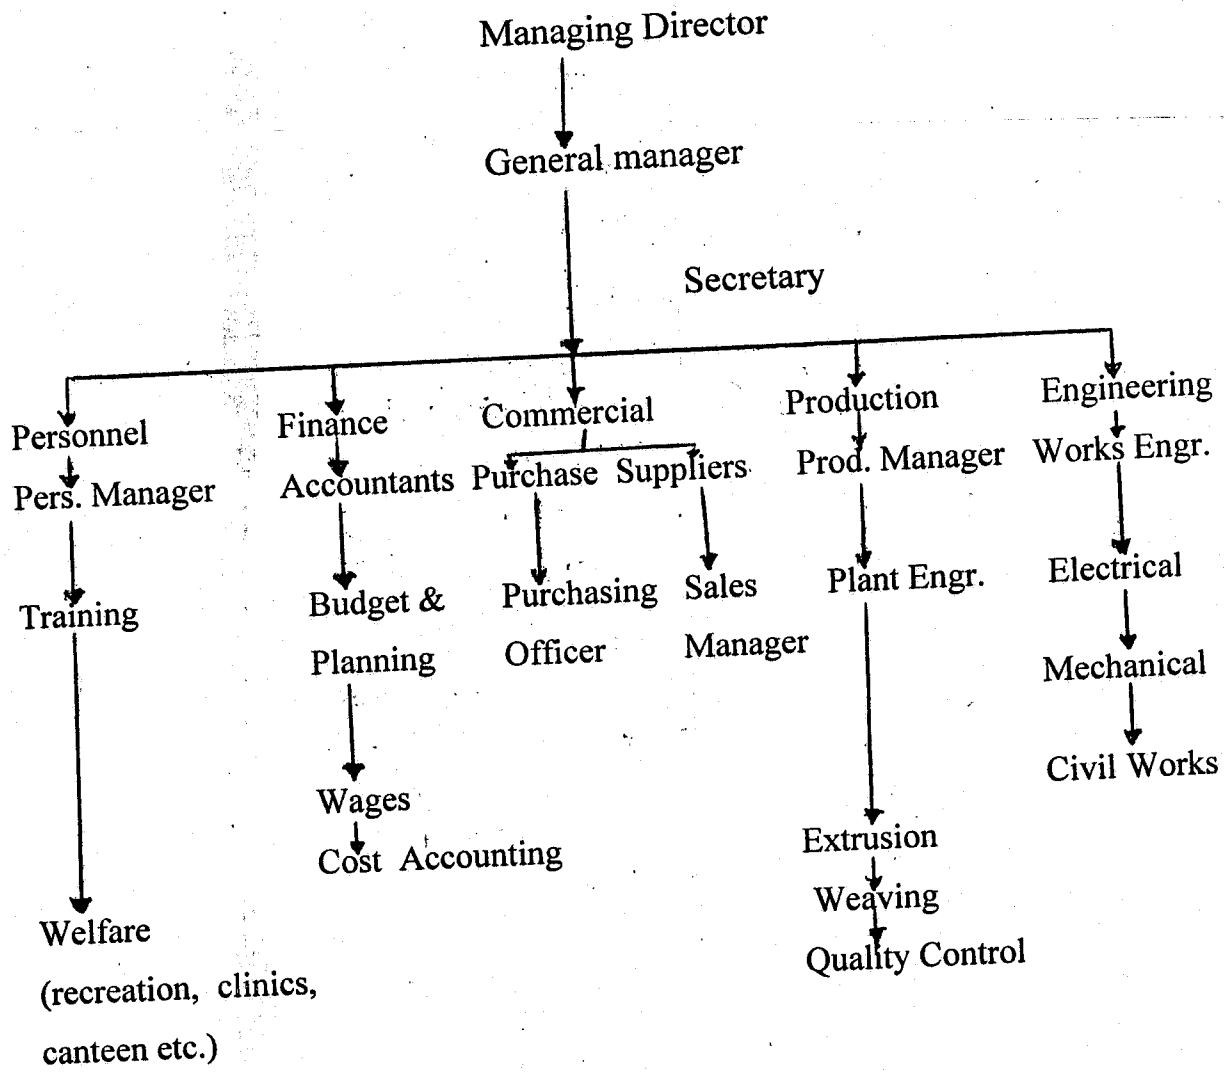 Managing Director
General manager
Secretary
Personnel
Finance
Commercial
Production
Engineering
Pers. Manager
Accountants
Purchase
Suppliers
Prod. Manager
Works Engr.
Training
Budget &
Planning
Purchasing
Officer
Sales
Manager
Plant Engr.
Electrical
Mechanical
Civil Works
Wages
Cost Accounting
Extrusion
Weaving
Quality Control
Welfare
(recreation, clinics,
canteen etc.)